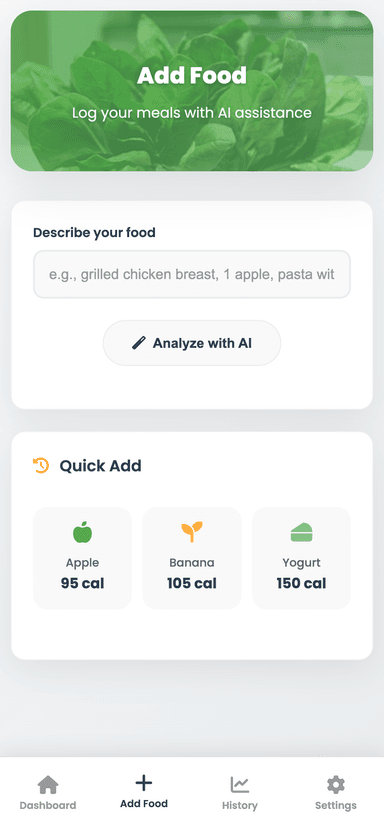 Add Food
Log your meals with AI assistance
Describe your food
e.g., grilled chicken breast, 1 apple, pasta wit
Analyze with AI
Quick Add
Apple
95 cal
Banana
105 cal
Yogurt
150 cal
Dashboard
Add Food
History
Settings